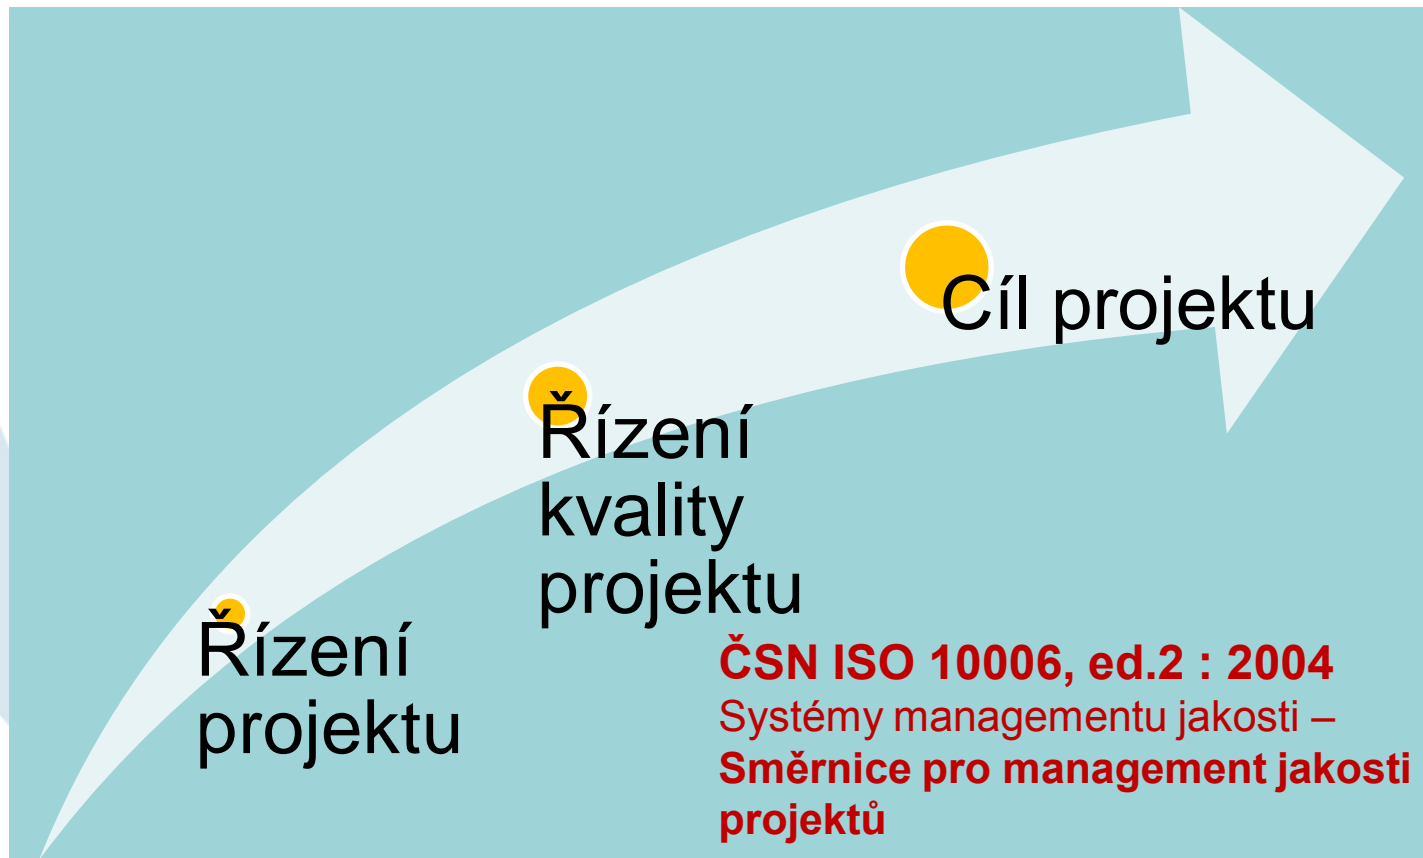 Cíl projektu
Řízení
kvality
projektu
Řízení
projektu
ČSN ISO 10006, ed.2 : 2004
Systémy managementu jakosti –
Směrnice pro management jakosti
projektů